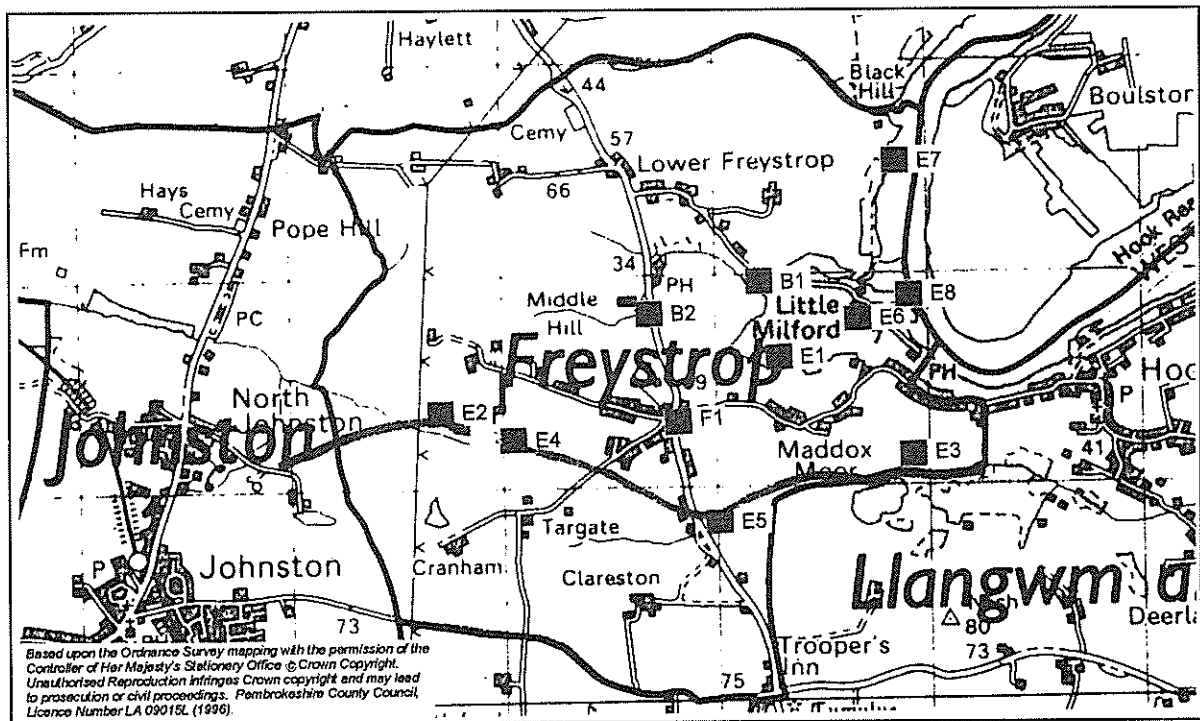 Haylett
44
Black
Hill
Boulston
Cemy
57
Lower Freystrop
E7
66
Hays
Cemy
Pope Hill
Fm
Hook Rea
34
PH
B1
E8
Middle
Hill
B2
Little
Milford
E6
PC
Freystrop
E1
9
PH
Hoo
P
North
Johnston
E2
F1
Johnston
E4
Maddox
Moor
E3
41
E5
Targate
P
Johnston
Cranham
Clareston
Llangwm a
80
Deerla
73
73
Trooper's
Inn
75
Based upon the Ordnance Survey mapping with the permission of the
Controller of Her Majesty's Stationery Office © Crown Copyright.
Unauthorised Reproduction infringes Crown copyright and may lead
to prosecution or civil proceedings. Pembrokeshire County Council,
Licence Number LA 09015L (1996).